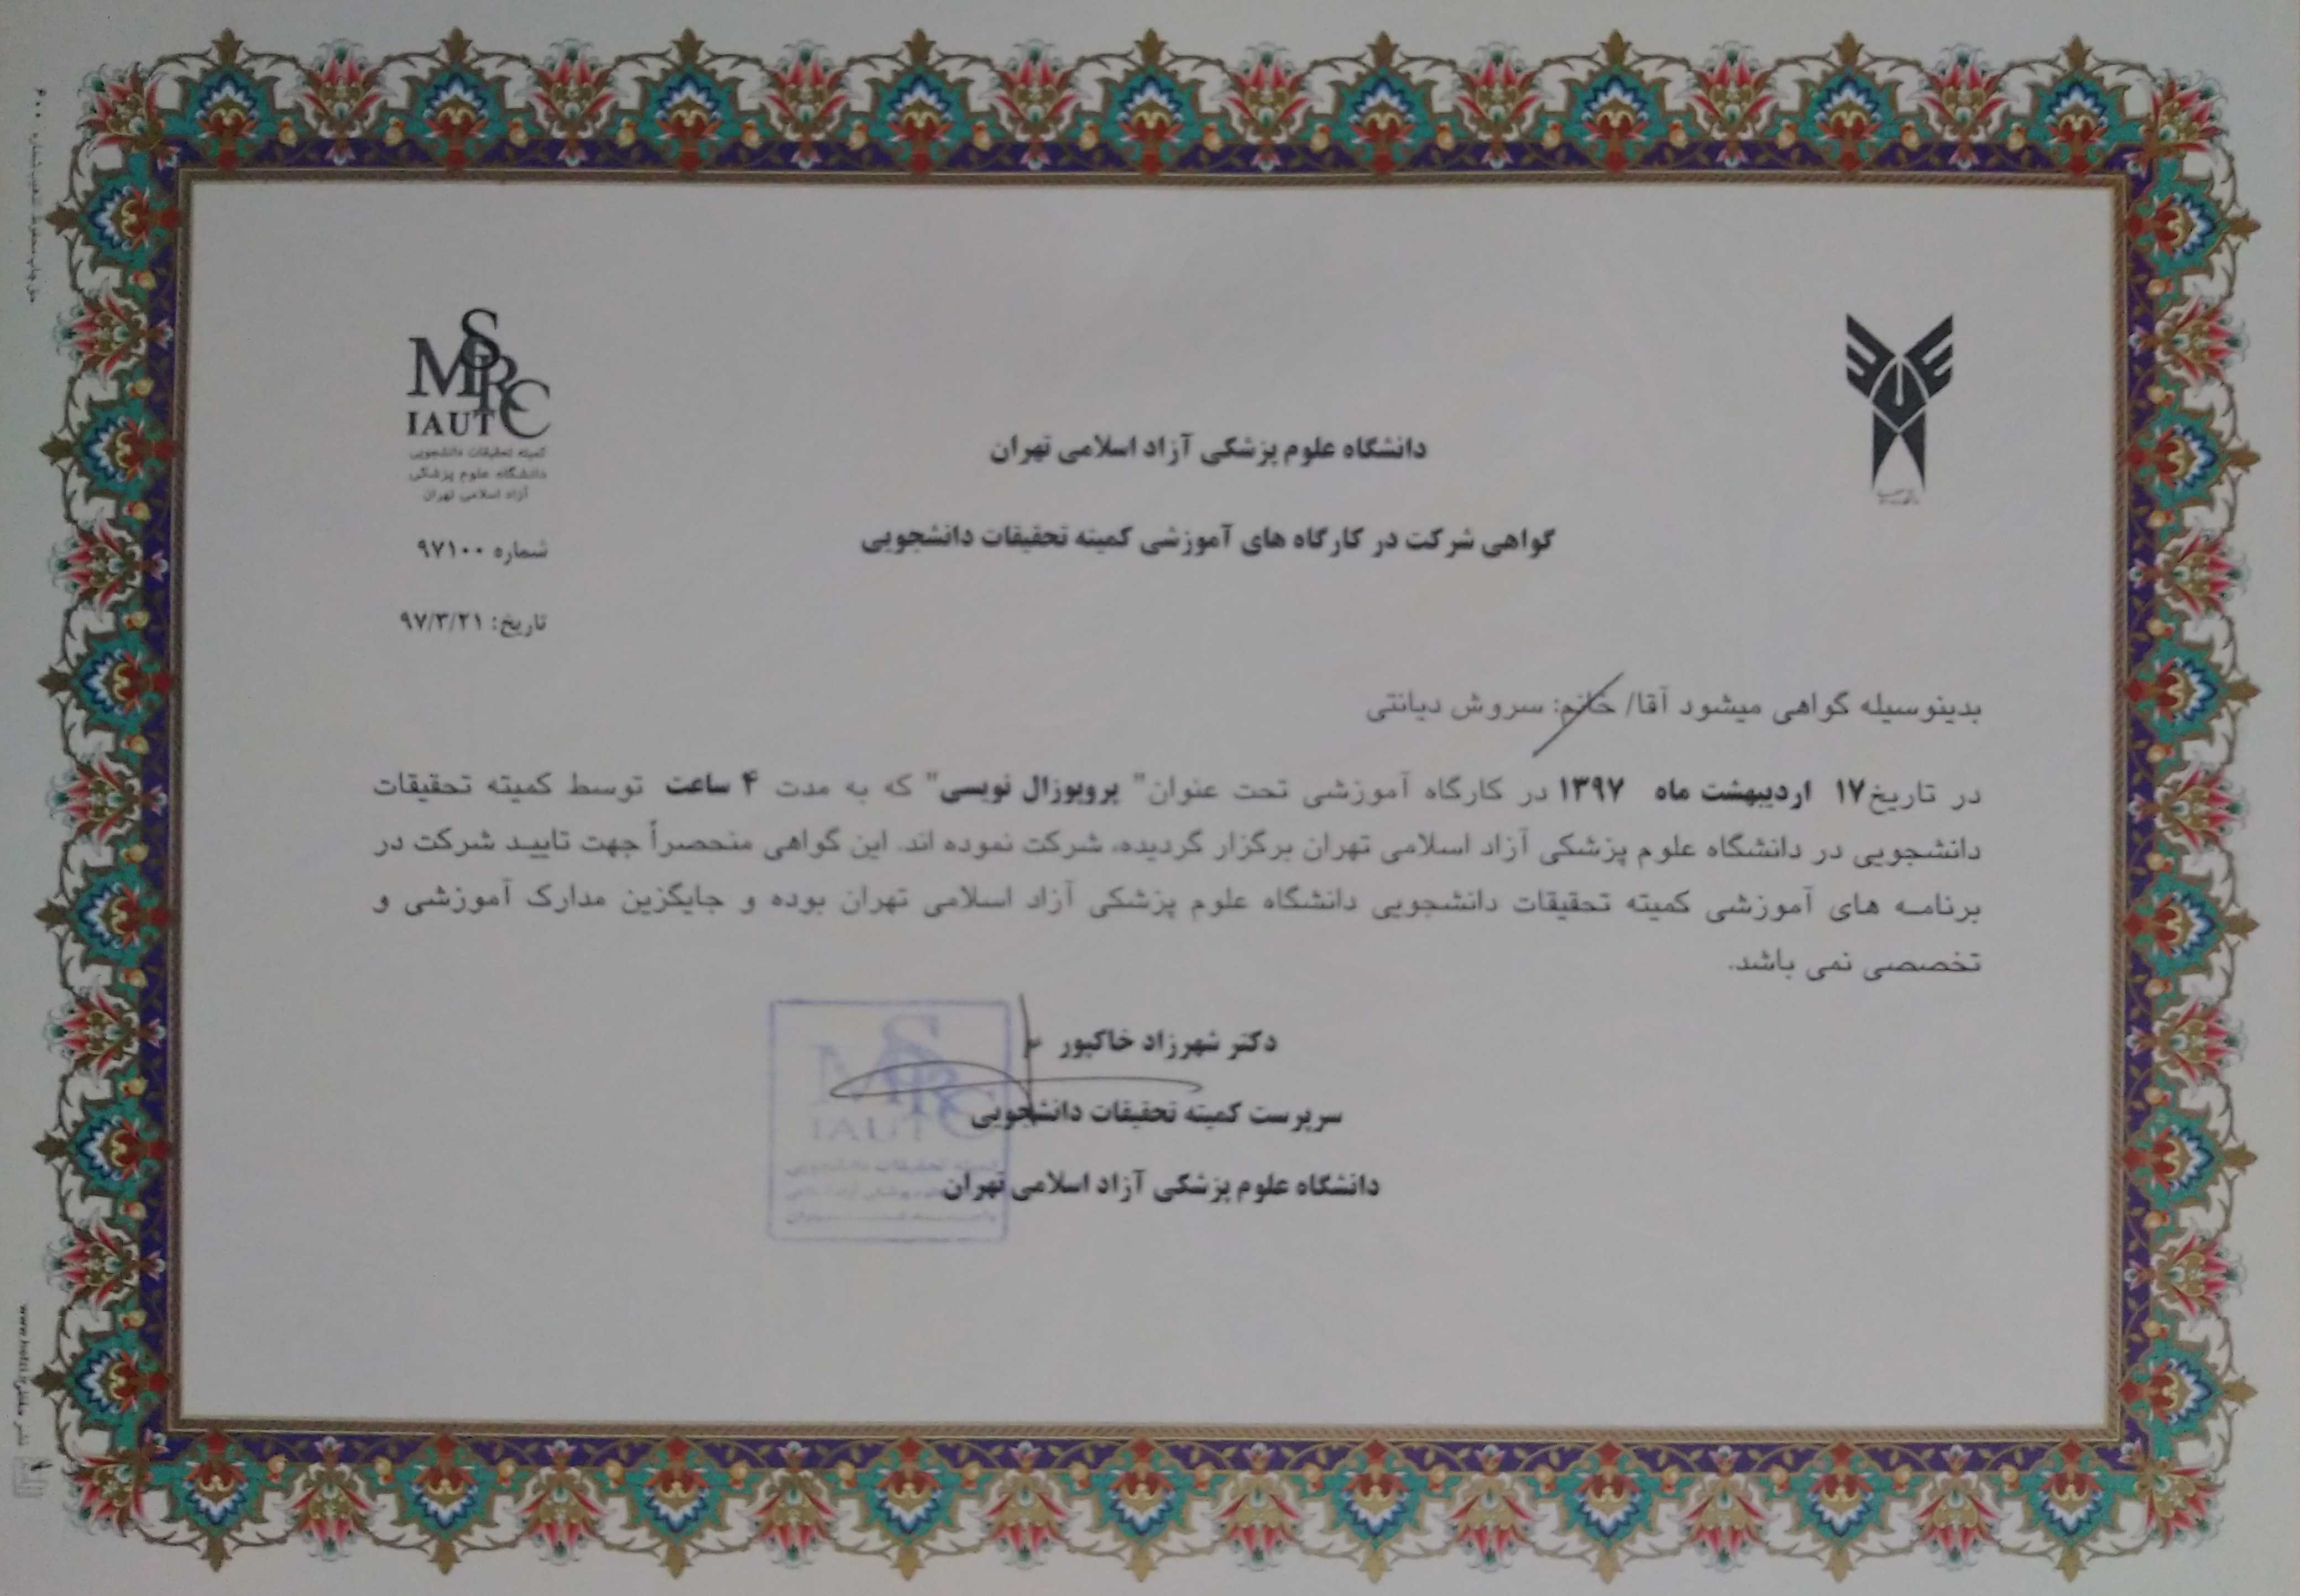 MSRC
IAUT
کمیته تحقیقات دانشجویی
دانشگاه علوم پزشکی
آزاد اسلامی تهران
دانشگاه علوم پزشکی آزاد اسلامی تهران
گواهی شرکت در کارگاه های آموزشی کمیته تحقیقات دانشجویی
شماره ۹۷۱۰۰
تاریخ: ۹۷/۳/۲۱
بدینوسیله گواهی میشود آقا/ خانم: سروش دیانتی
در تاریخ۱۷ اردیبهشت ماه ۱۳۹۷ در کارگاه آموزشی تحت عنوان" پروپوزال نویسی" که به مدت ۴ ساعت توسط کمیته تحقیقات
دانشجویی در دانشگاه علوم پزشکی آزاد اسلامی تهران برگزار گردیده، شرکت نموده اند. این گواهی منحصراً جهت تایید شرکت در
برنامه های آموزشی کمیته تحقیقات دانشجویی دانشگاه علوم پزشکی آزاد اسلامی تهران بوده و جایگزین مدارک آموزشی و
تخصصی نمی باشد.
دکتر شهرزاد خاکپور
سرپرست کمیته تحقیقات دانشجویی
دانشگاه علوم پزشکی آزاد اسلامی تهران
MSRC
IAUT
کمیته تحقیقات دانشجویی